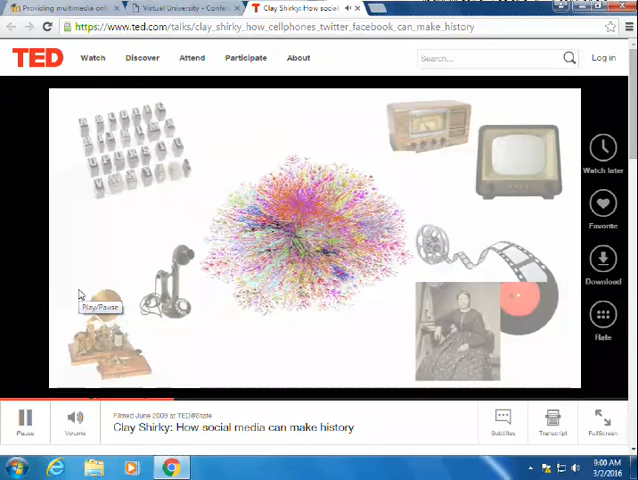 Providing multimedia onli
Virtual University - Confer
Clay Shirky: How social m
https://www.ted.com/talks/clay_shirky_how_cellphones_twitter_facebook_can_make_history
TED
Watch
Discover
Attend
Participate
About
Search...
Log in
Watch later
Favorite
Download
Rate
Play/Pause
Pause
Volume
Filmed June 2009 at TED@State
Clay Shirky: How social media can make history
Subtitles
Transcript
FullScreen
9:00 AM
3/2/2016